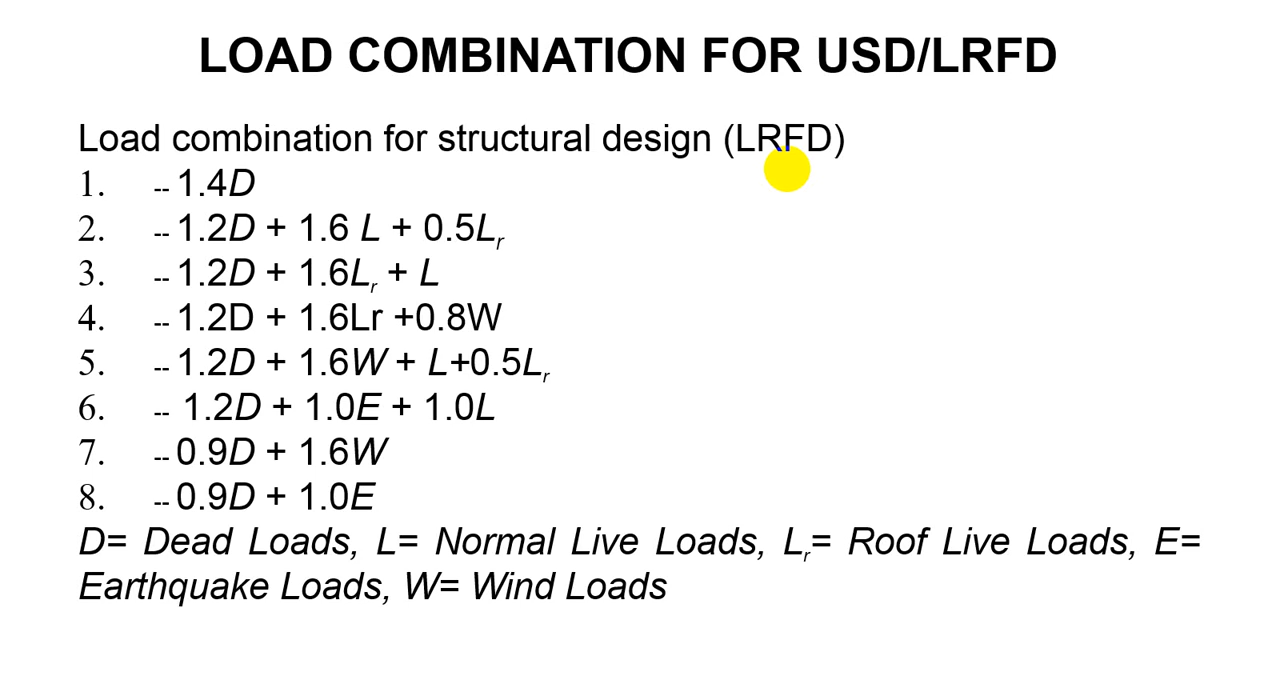 LOAD COMBINATION FOR USD/LRFD
Load combination for structural design (LRFD)
1. -- 1.4D
2. -- 1.2D + 1.6 L + 0.5Lr
3. -- 1.2D + 1.6Lr + L
4. -- 1.2D + 1.6Lr +0.8W
5. -- 1.2D + 1.6W + L+0.5Lr
6. -- 1.2D + 1.0E + 1.0L
7. -- 0.9D + 1.6W
8. -- 0.9D + 1.0E
D= Dead Loads, L= Normal Live Loads, Lr= Roof Live Loads, E=
Earthquake Loads, W= Wind Loads